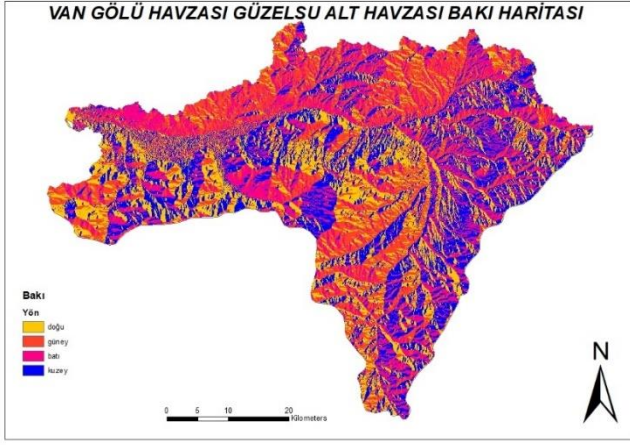 VAN GÖLÜ HAVZASI GÜZELSU ALT HAVZASI BAKI HARİTASI
Bakı
Yön
doğu
güney
batı
kuzey
0 5 10 20
Kilometers
N